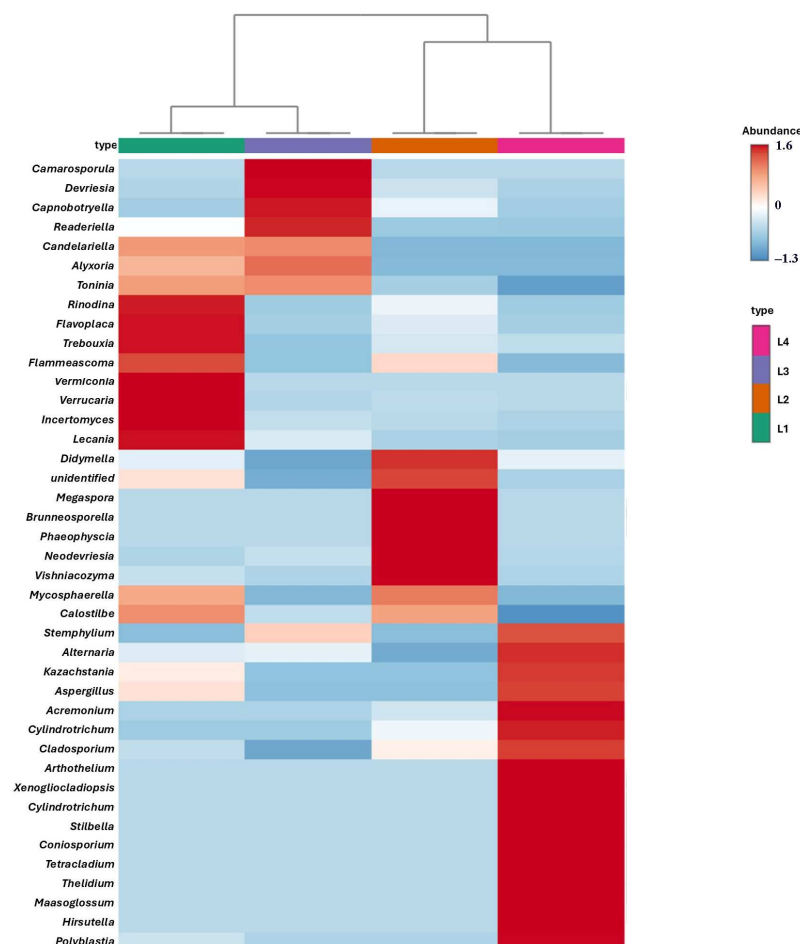 type
Camarosporula
Devriesia
Capnobotryella
Readeriella
Candelariella
Alyxoria
Toninia
Rinodina
Flavoplaca
Trebouxia
Flammeascoma
Vermiconia
Verrucaria
Incertomyces
Lecania
Didymella
unidentified
Megaspora
Brunneosporella
Phaeophyscia
Neodevriesia
Vishniacozyma
Mycosphaerella
Calostilbe
Stemphylium
Alternaria
Kazachstania
Aspergillus
Acremonium
Cylindrotrichum
Cladosporium
Arthothelium
Xenogliocladiopsis
Cylindrotrichum
Stilbella
Coniosporium
Tetracladium
Thelidium
Maasoglossum
Hirsutella
Polyblastia
Abundance
1.6
0
−1.3
type
L4
L3
L2
L1